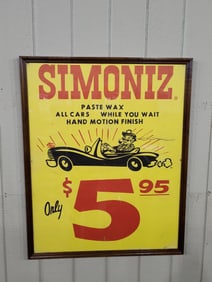 SIMONIZ
PASTE WAX
ALL CARS WHILE YOU WAIT
HAND MOTION FINISH
Only $5 95